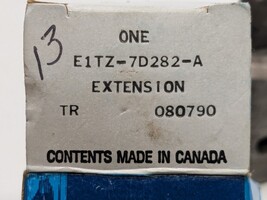 13
ONE
E1TZ-7D282-A
EXTENSION
TR 080790
CONTENTS MADE IN CANADA